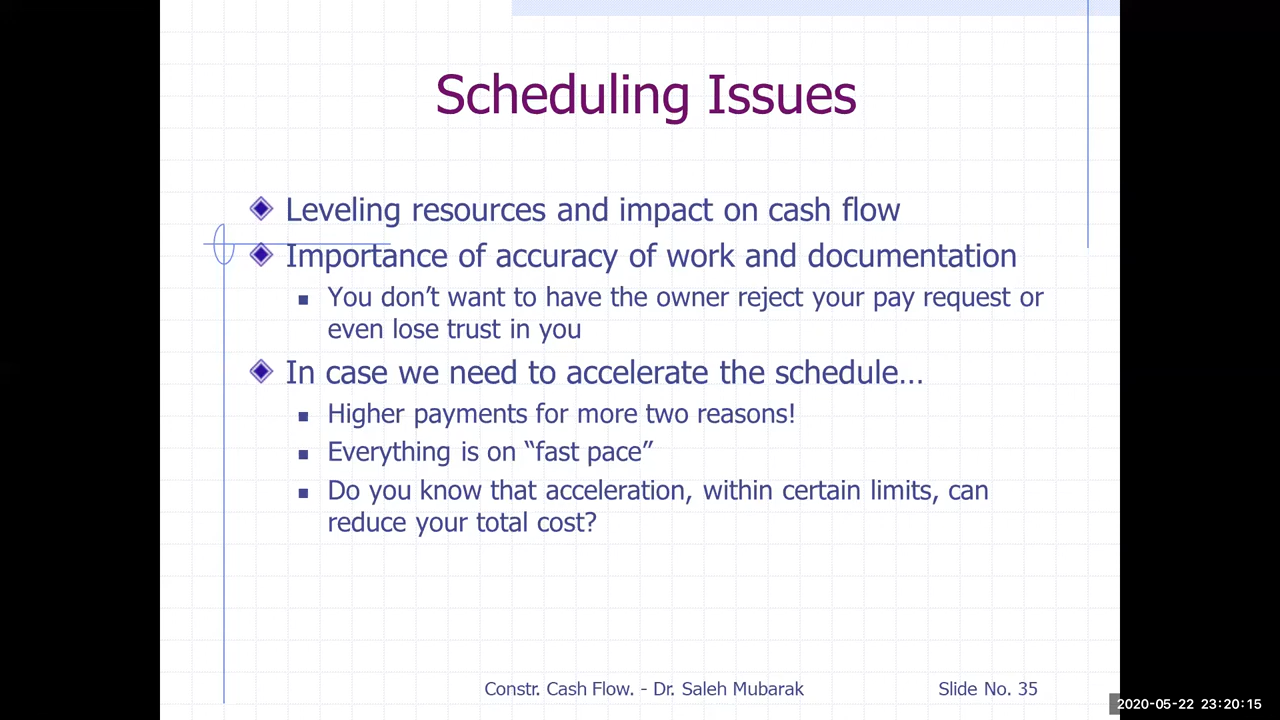 Scheduling Issues
Leveling resources and impact on cash flow
Importance of accuracy of work and documentation
You don’t want to have the owner reject your pay request or
even lose trust in you
In case we need to accelerate the schedule…
Higher payments for more two reasons!
Everything is on “fast pace”
Do you know that acceleration, within certain limits, can
reduce your total cost?
Constr. Cash Flow. - Dr. Saleh Mubarak
Slide No. 35
2020-05-22 23:20:15